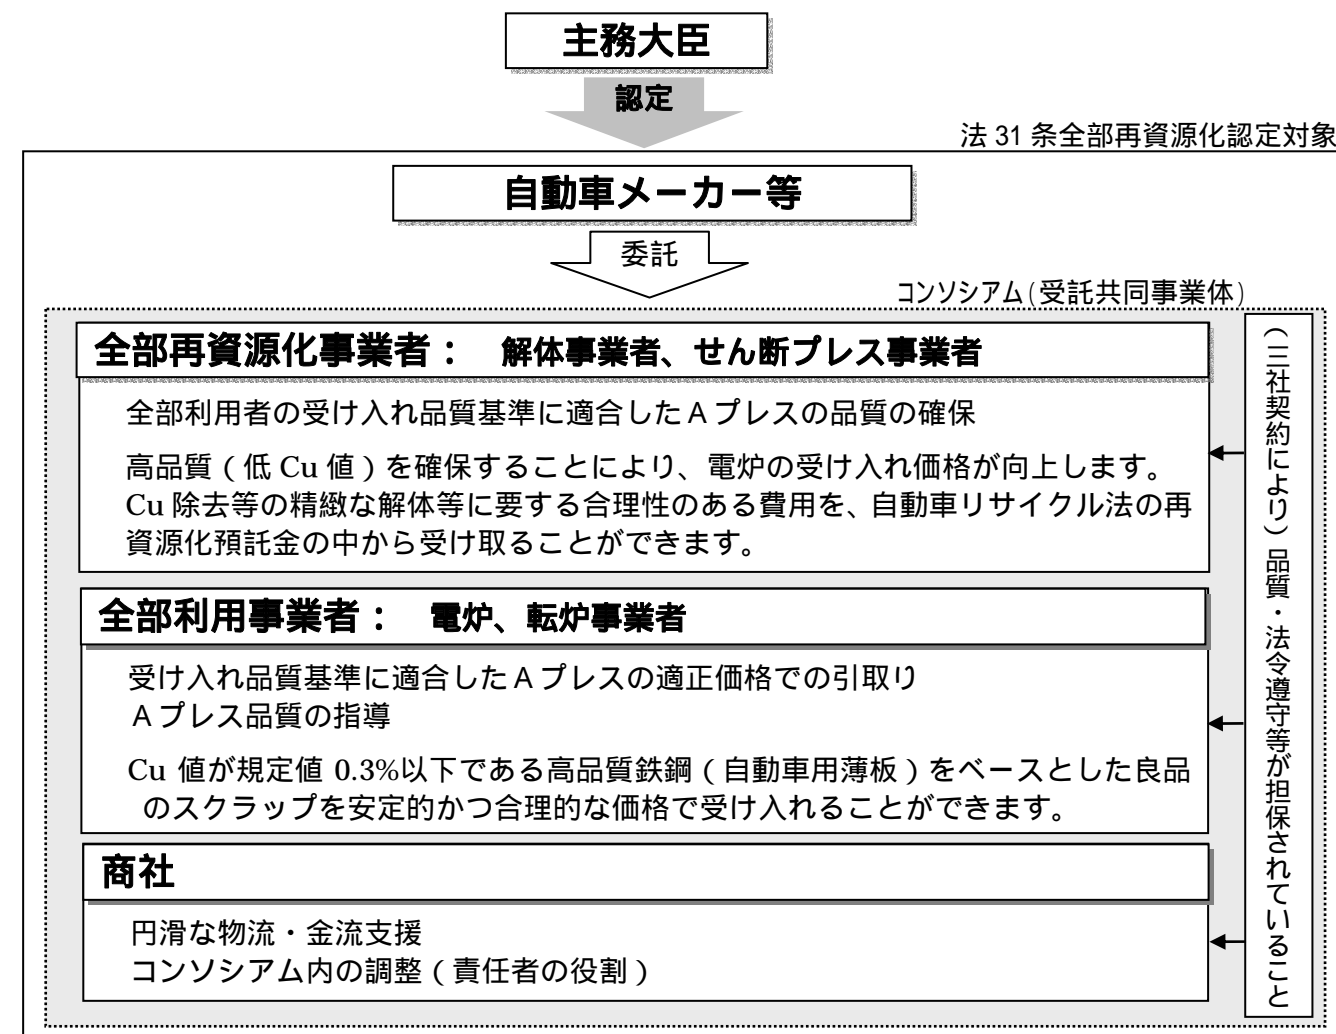 主務大臣
認定
法 31 条全部再資源化認定対象
自動車メーカー等
委託
コンソシアム(受託共同事業体)
全部再資源化事業者: 解体事業者、せん断プレス事業者
全部利用者の受け入れ品質基準に適合したAプレスの品質の確保
高品質(低 Cu 値)を確保することにより、電炉の受け入れ価格が向上します。
Cu 除去等の精緻な解体等に要する合理性のある費用を、自動車リサイクル法の再
資源化預託金の中から受け取ることができます。
全部利用事業者: 電炉、転炉事業者
受け入れ品質基準に適合したAプレスの適正価格での引取り
Aプレス品質の指導
Cu 値が規定値 0.3%以下である高品質鉄鋼(自動車用薄板)をベースとした良品
のスクラップを安定的かつ合理的な価格で受け入れることができます。
商社
円滑な物流・金流支援
コンソシアム内の調整(責任者の役割)
(三社契約により)品質・法令遵守等が担保されていること